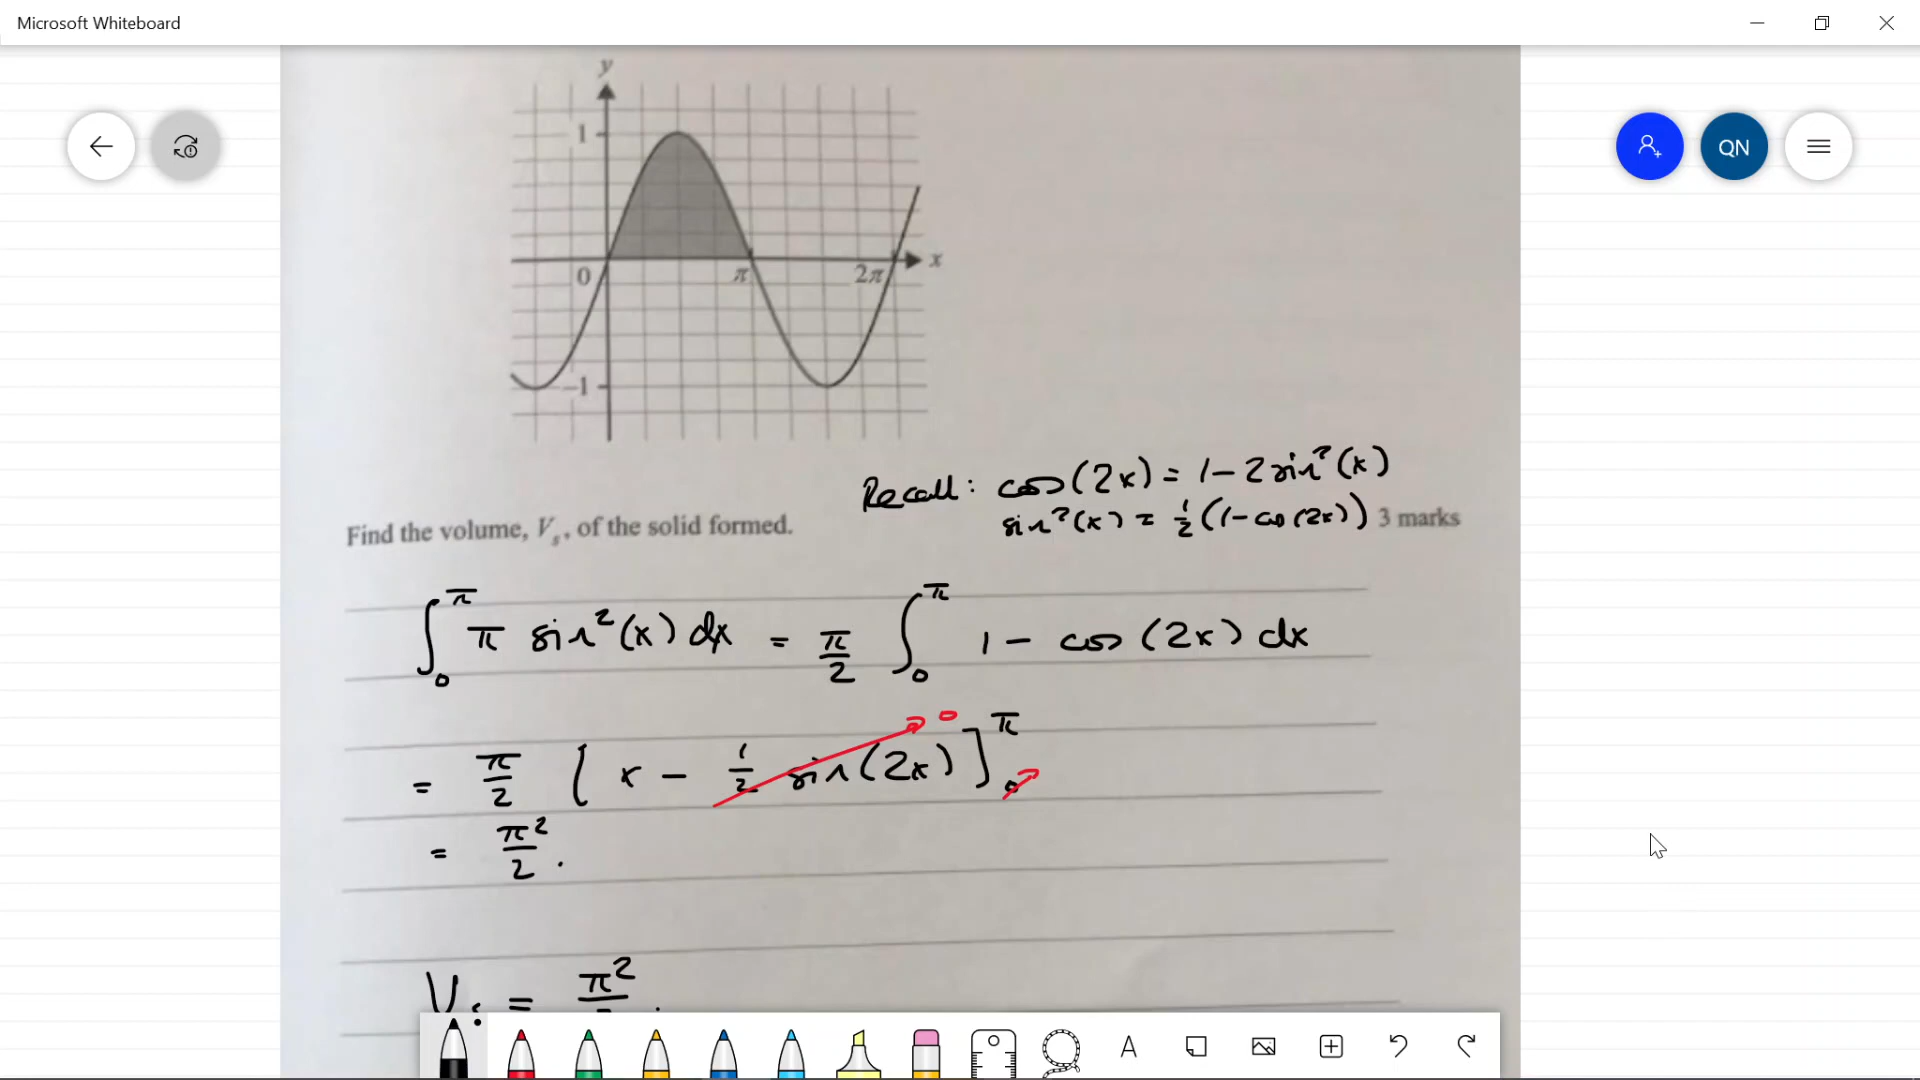 Microsoft Whiteboard
QN
y
1
0
π
2π
x
-1
Recall: cos(2x) = 1 - 2 sin²(x)
sin²(x) = 1/2 (1 - cos(2x))
Find the volume, Vₛ, of the solid formed.
3 marks
∫₀^π π sin²(x) dx = π/2 ∫₀^π 1 - cos(2x) dx
= π/2 [x - 1/2 sin(2x)]₀^π
0
= π²/2.
Vₛ = π²
A